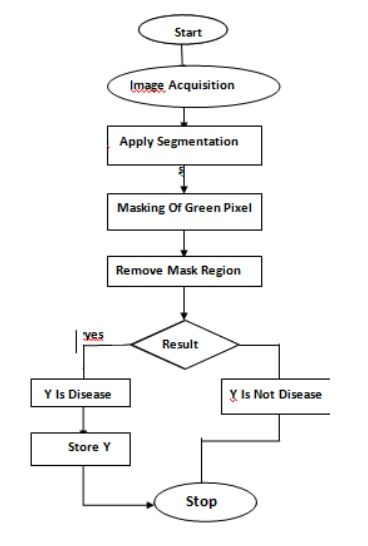 Start
Image Acquisition
Apply Segmentation
s
Masking Of Green Pixel
Remove Mask Region
Result
yes
Y Is Disease
Y Is Not Disease
Store Y
Stop